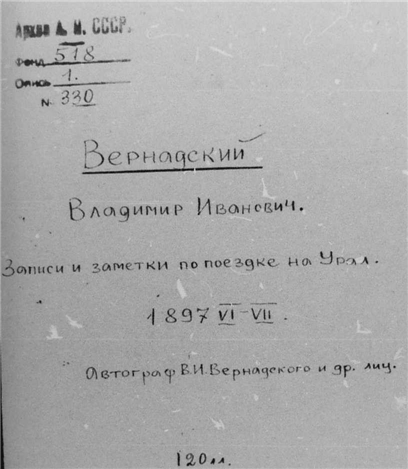 Архив А. Н. СССР.
Фонд 518
Опись 1.
N 330
Вернадский
Владимир Иванович.
Записи и заметки по поездке на Урал.
1897 VI-VII.
Автограф В.И.Вернадского и др. лиц.
120 лл.